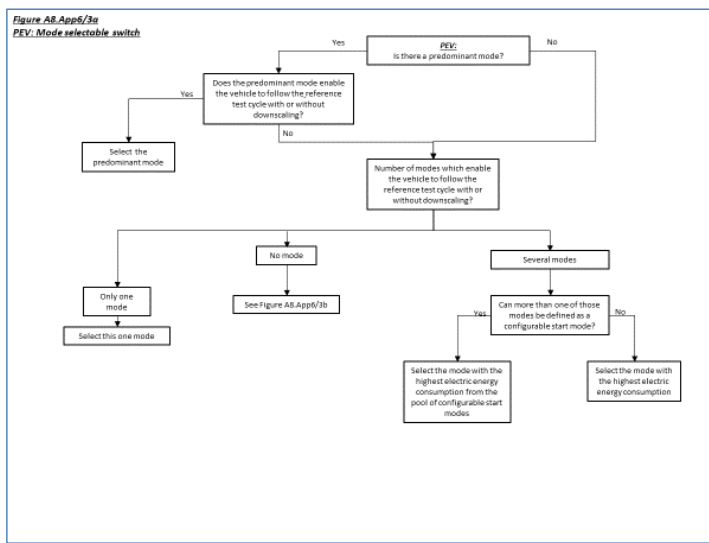 Figure A8.App6/3a
PEV: Mode selectable switch
Yes
PEV:
Is there a predominant mode?
No
Does the predominant mode enable
the vehicle to follow the reference
test cycle with or without
downscaling?
Yes
No
Select the
predominant mode
Number of modes which enable
the vehicle to follow the
reference test cycle with or
without downscaling?
No mode
Several modes
Only one
mode
See Figure A8.App6/3b
Can more than one of those
modes be defined as a
configurable start mode?
Yes
No
Select this one mode
Select the mode with the
highest electric energy
consumption from the
pool of configurable start
modes
Select the mode with
the highest electric
energy consumption